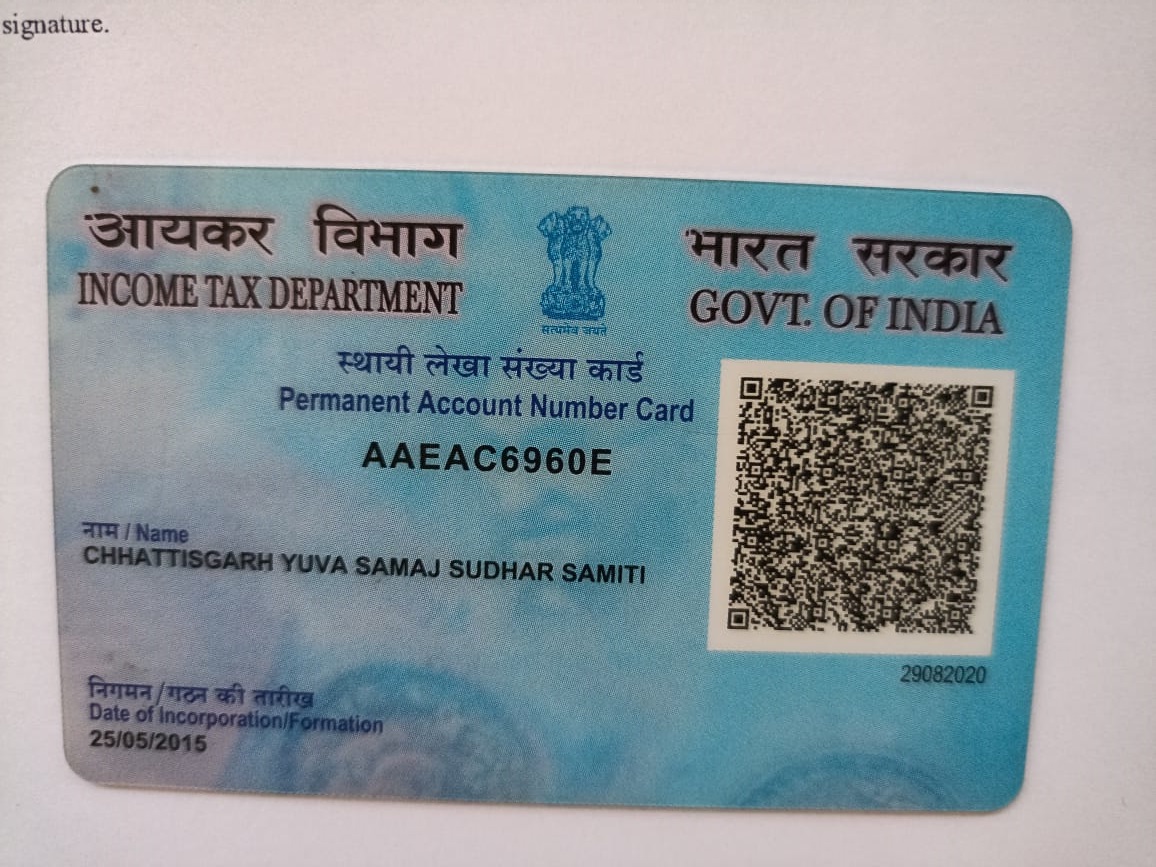 signature.
आयकर विभाग
INCOME TAX DEPARTMENT
सत्यमेव जयते
भारत सरकार
GOVT. OF INDIA
स्थायी लेखा संख्या कार्ड
Permanent Account Number Card
AAEAC6960E
नाम / Name
CHHATTISGARH YUVA SAMAJ SUDHAR SAMITI
29082020
निगमन/गठन की तारीख
Date of Incorporation/Formation
25/05/2015